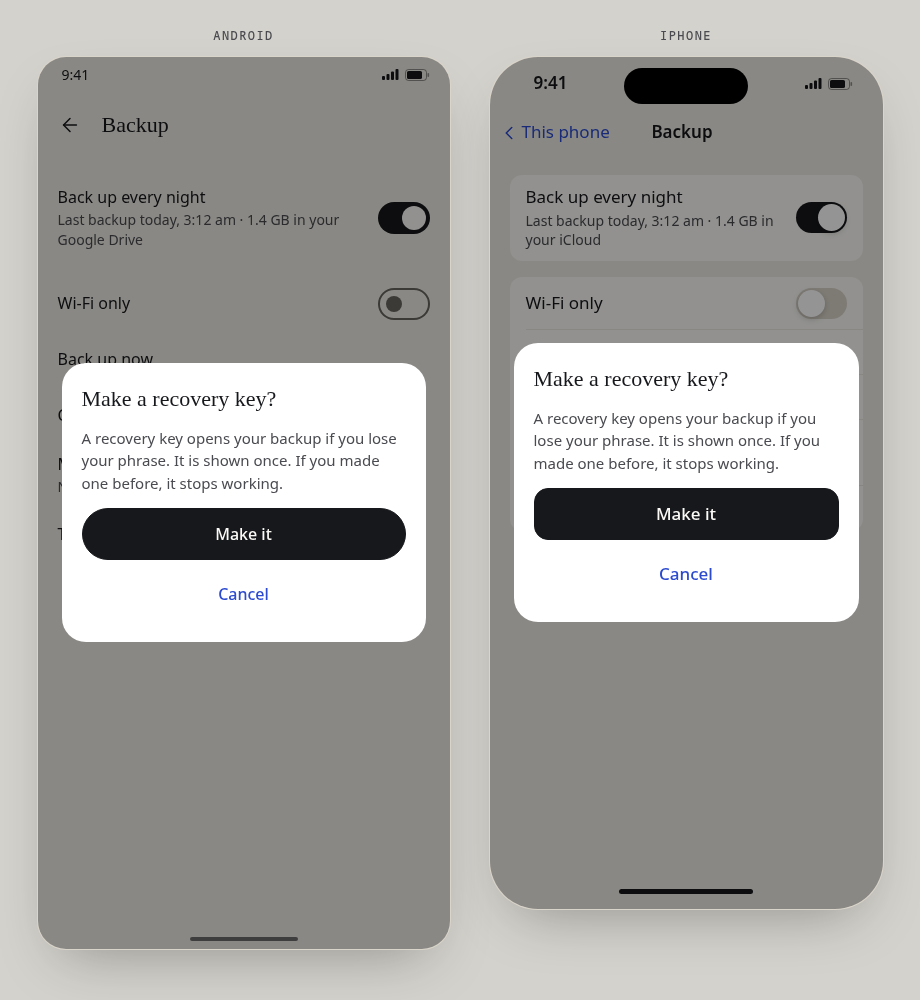 ANDROID
9:41
Backup
Back up every night
Last backup today, 3:12 am · 1.4 GB in your
Google Drive
Wi-Fi only
Back up now
Make a recovery key?
A recovery key opens your backup if you lose
your phrase. It is shown once. If you made
one before, it stops working.
Make it
Cancel
IPHONE
9:41
This phone
Backup
Back up every night
Last backup today, 3:12 am · 1.4 GB in
your iCloud
Wi-Fi only
Make a recovery key?
A recovery key opens your backup if you
lose your phrase. It is shown once. If you
made one before, it stops working.
Make it
Cancel